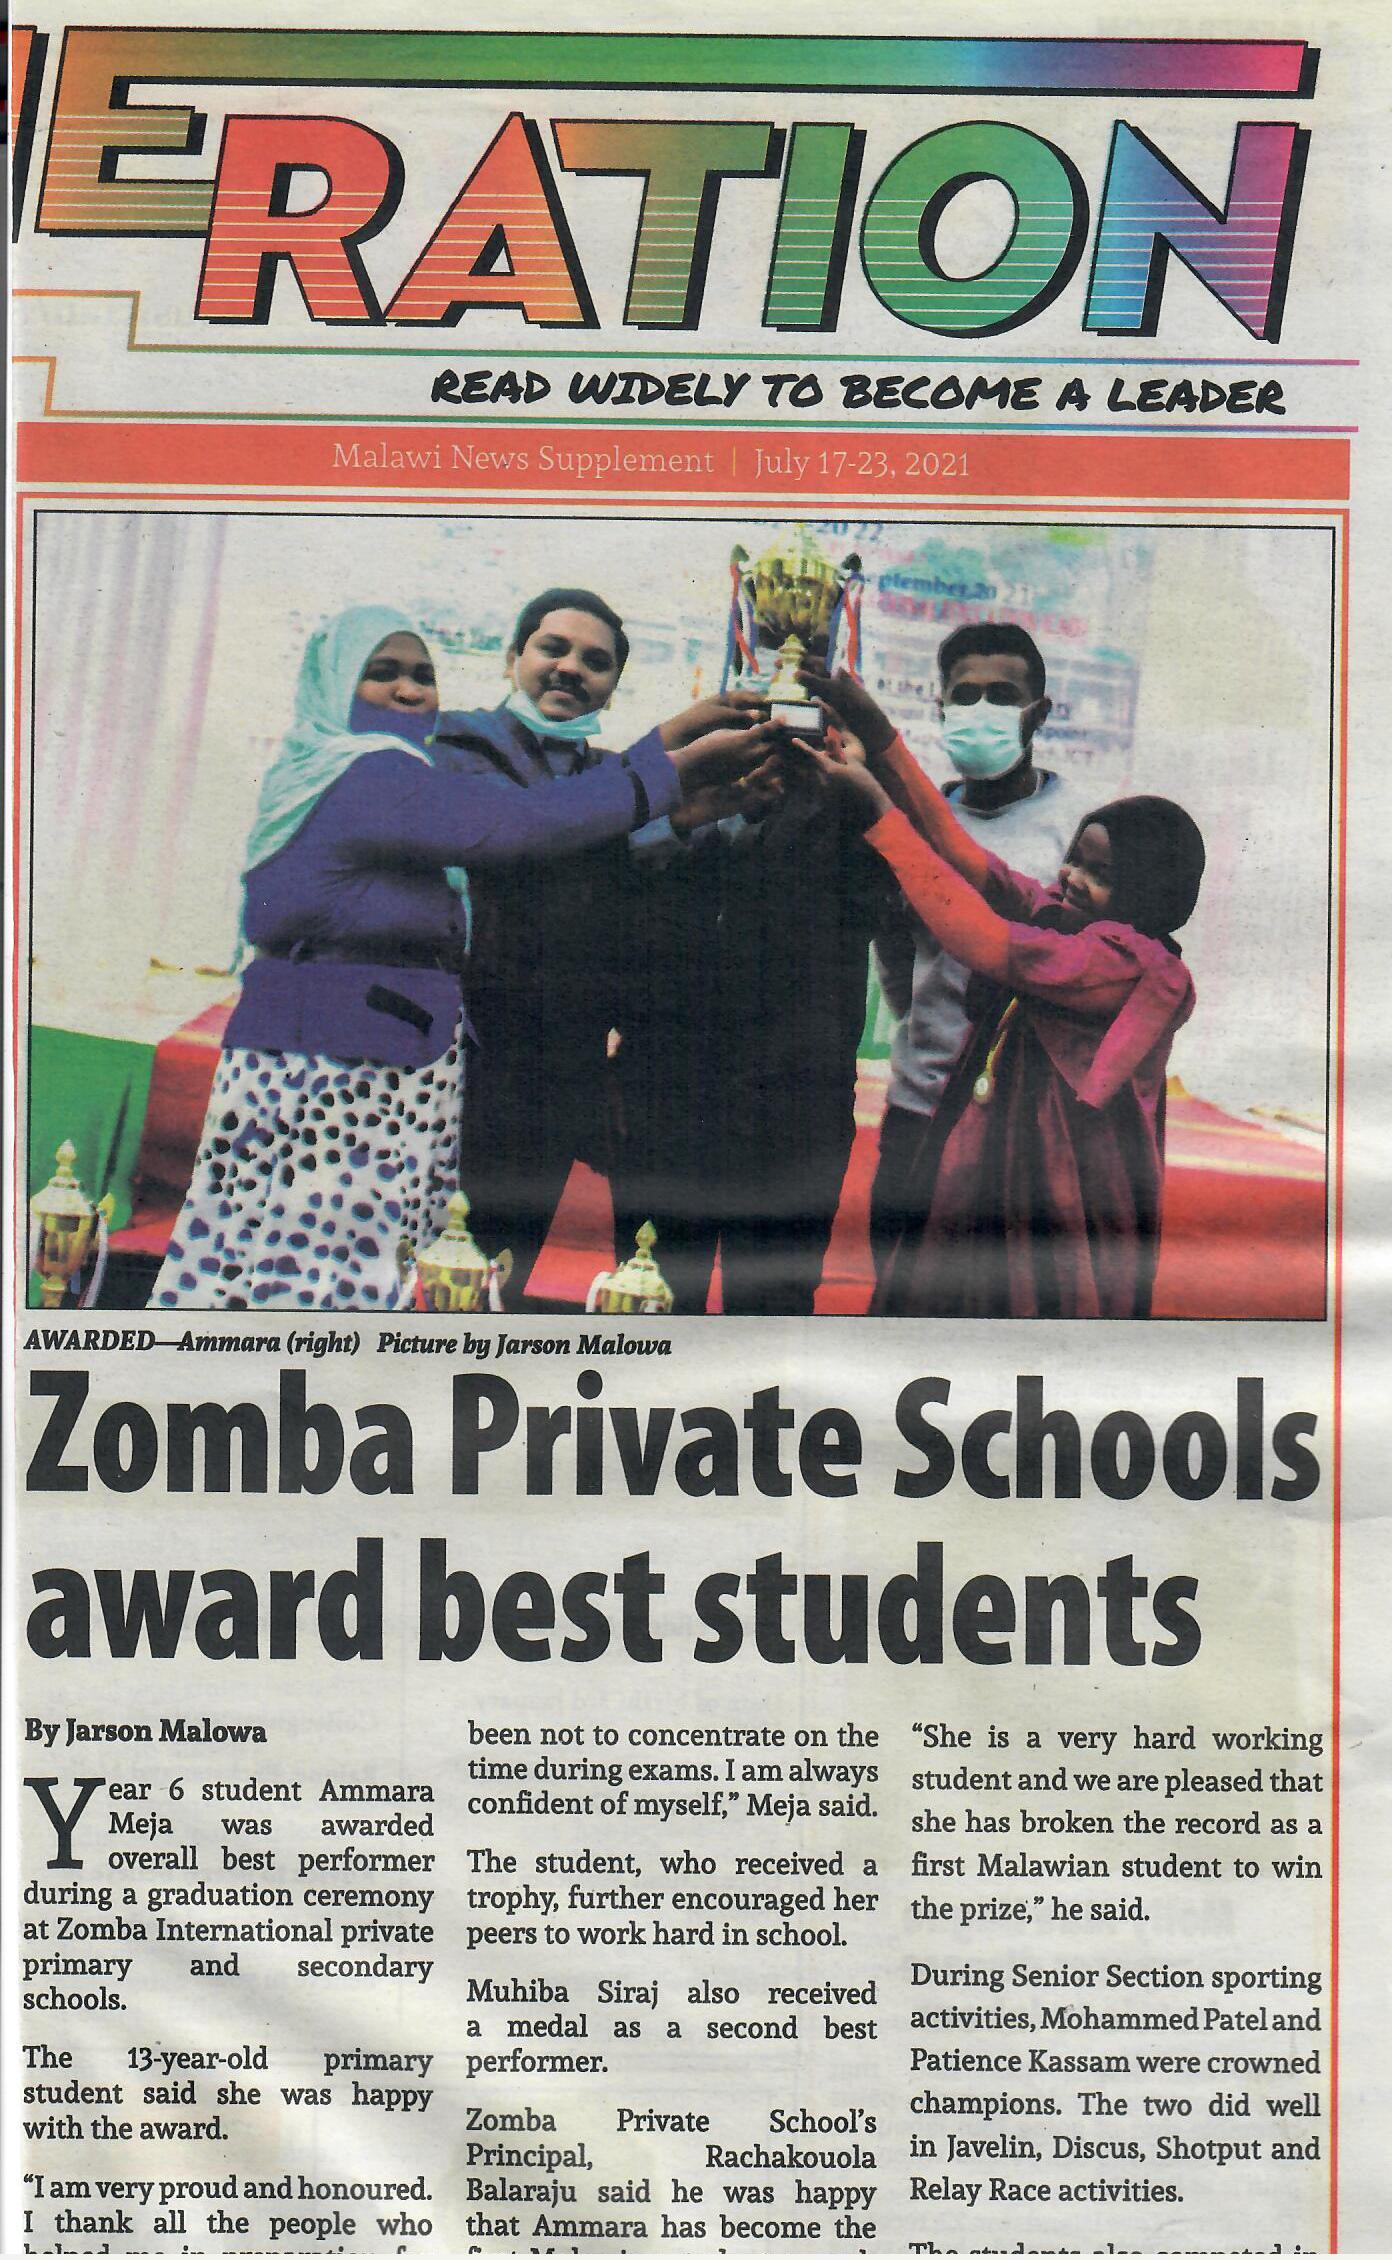 ERATION
READ WIDELY TO BECOME A LEADER
Malawi News Supplement | July 17-23, 2021
AWARDED—Ammara (right) Picture by Jarson Malowa
Zomba Private Schools
award best students
By Jarson Malowa
Year 6 student Ammara
Meja was awarded
overall best performer
during a graduation ceremony
at Zomba International private
primary and secondary
schools.
The 13-year-old primary
student said she was happy
with the award.
“I am very proud and honoured.
I thank all the people who
been not to concentrate on the
time during exams. I am always
confident of myself,” Meja said.
The student, who received a
trophy, further encouraged her
peers to work hard in school.
Muhiba Siraj also received
a medal as a second best
performer.
Zomba Private School’s
Principal, Rachakouola
Balaraju said he was happy
that Ammara has become the
“She is a very hard working
student and we are pleased that
she has broken the record as a
first Malawian student to win
the prize,” he said.
During Senior Section sporting
activities, Mohammed Patel and
Patience Kassam were crowned
champions. The two did well
in Javelin, Discus, Shotput and
Relay Race activities.
The students also competed in